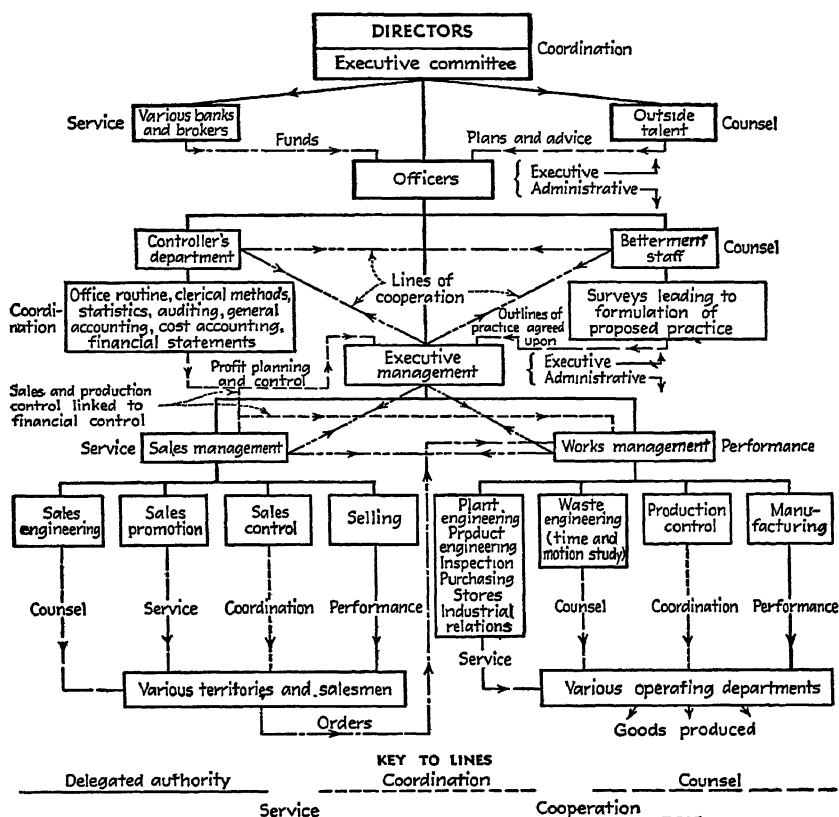 DIRECTORS
Executive committee
Coordination
Service
Various banks
and brokers
Outside
talent
Counsel
Funds
Plans and advice
Officers
Executive
Administrative
Controller's
department
Betterment
staff
Counsel
Lines of
cooperation
Coordi-
nation
Office routine, clerical methods,
statistics, auditing, general
accounting, cost accounting,
financial statements
Outlines of
practice agreed
upon
Surveys leading to
formulation of
proposed practice
Profit planning
and control
Executive
management
Executive
Administrative
Sales and production
control linked to
financial control
Service
Sales management
Works management
Performance
Sales
engineering
Sales
promotion
Sales
control
Selling
Plant
engineering
Product
engineering
Inspection
Purchasing
Stores
Industrial
relations
Waste
engineering
(time and
motion study)
Production
control
Manu-
facturing
Counsel
Service
Coordination
Performance
Counsel
Coordination
Performance
Service
Various territories and salesmen
Various operating departments
Orders
Goods produced
KEY TO LINES
Delegated authority
Coordination
Counsel
Service
Cooperation